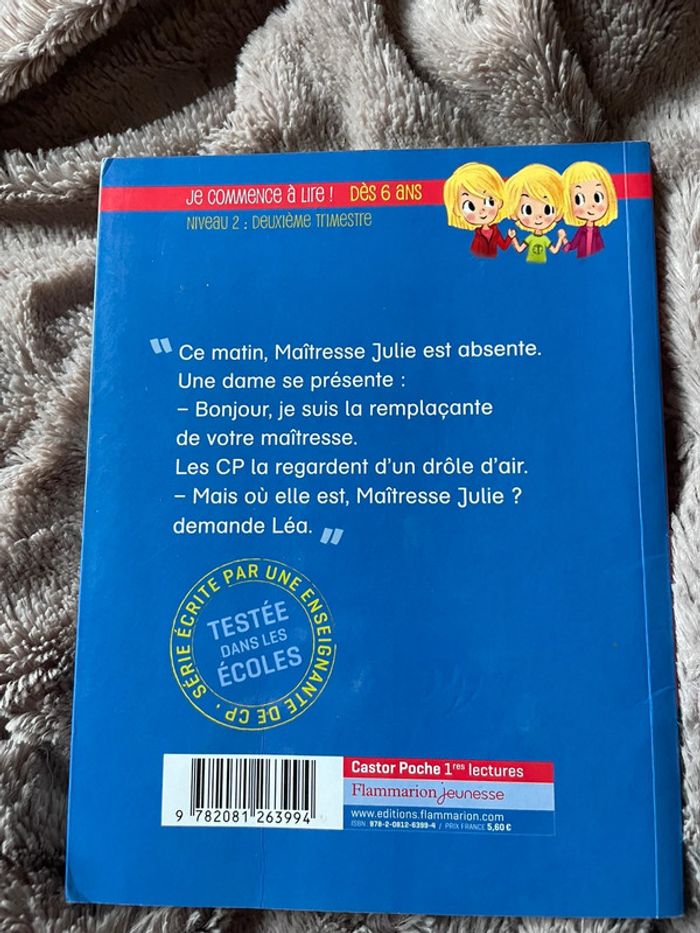 Je commence à lire ! Dès 6 ans
Niveau 2 : Deuxième trimestre
" Ce matin, Maîtresse Julie est absente.
Une dame se présente :
– Bonjour, je suis la remplaçante
de votre maîtresse.
Les CP la regardent d'un drôle d'air.
– Mais où elle est, Maîtresse Julie ?
demande Léa. "
SÉRIE ÉCRITE PAR UNE ENSEIGNANTE DE CP •
TESTÉE
DANS LES
ÉCOLES
Castor Poche 1res lectures
Flammarion jeunesse
www.editions.flammarion.com
ISBN 978-2-0812-6399-4 / PRIX FRANCE 5,60 €
9 782081 263994